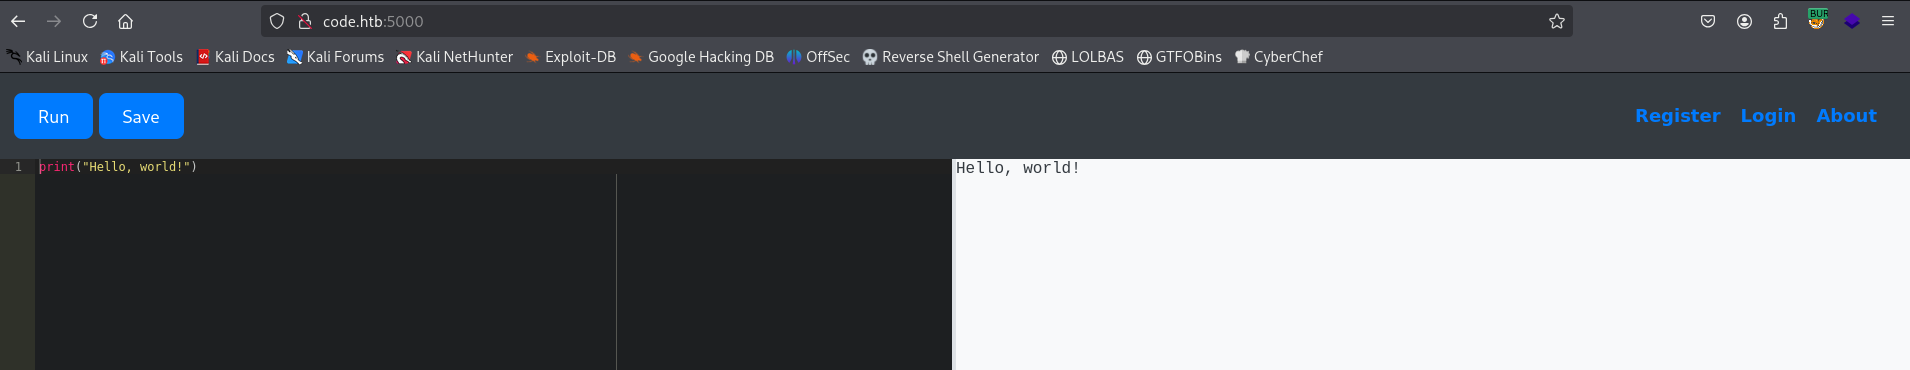 code.htb:5000
BUR
Kali Linux Kali Tools Kali Docs Kali Forums Kali NetHunter Exploit-DB Google Hacking DB OffSec Reverse Shell Generator LOLBAS GTFOBins CyberChef
Run Save Register Login About
1 print("Hello, world!") Hello, world!